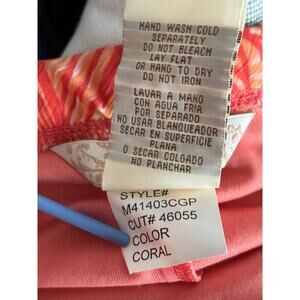 HAND WASH COLD
SEPARATELY
DO NOT BLEACH
LAY FLAT
OR HANG TO DRY
DO NOT IRON
LAVAR A MANO
CON AGUA FRIA
POR SEPARADO
NO USAR BLANQUEADOR
SECAR EN SUPERFICIE
PLANA
O SECAR COLGADO
NO PLANCHAR
STYLE#
M41403CGP
CUT# 46055
COLOR
CORAL